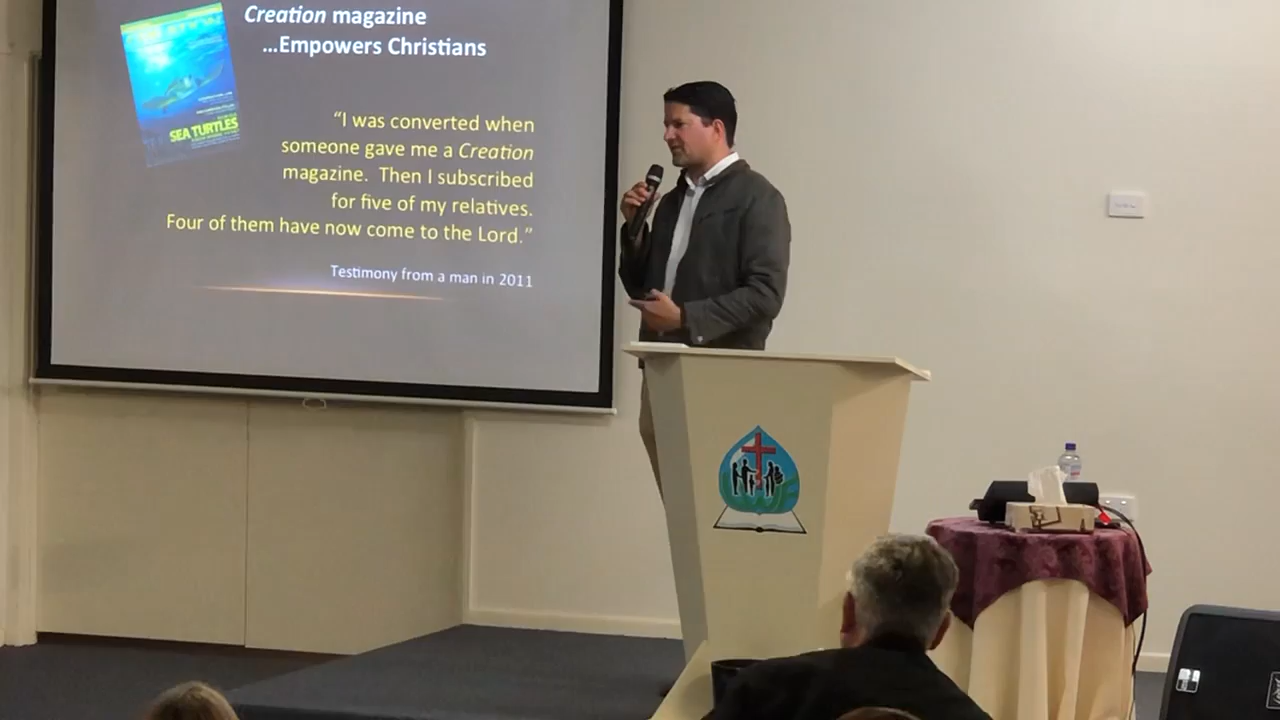 Creation magazine
...Empowers Christians
SEA TURTLES
“I was converted when
someone gave me a Creation
magazine. Then I subscribed
for five of my relatives.
Four of them have now come to the Lord.”
Testimony from a man in 2011